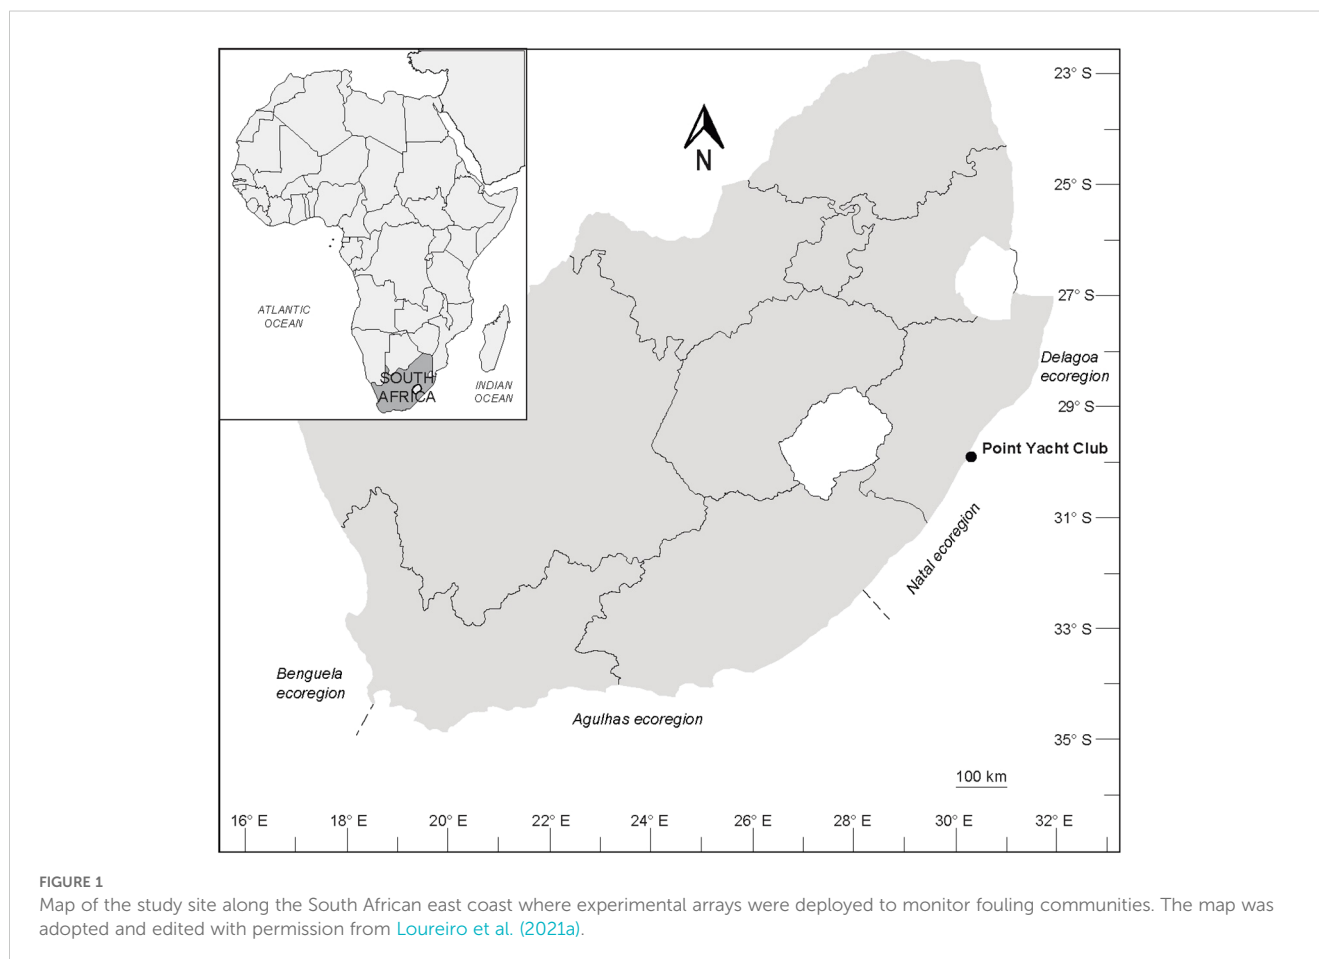 ATLANTIC
OCEAN
SOUTH
AFRICA
INDIAN
OCEAN
N
23° S
25° S
27° S
Delagoa
ecoregion
29° S
Point Yacht Club
31° S
Natal ecoregion
33° S
Benguela
ecoregion
Agulhas ecoregion
35° S
100 km
16° E
18° E
20° E
22° E
24° E
26° E
28° E
30° E
32° E
FIGURE 1
Map of the study site along the South African east coast where experimental arrays were deployed to monitor fouling communities. The map was
adopted and edited with permission from Loureiro et al. (2021a).